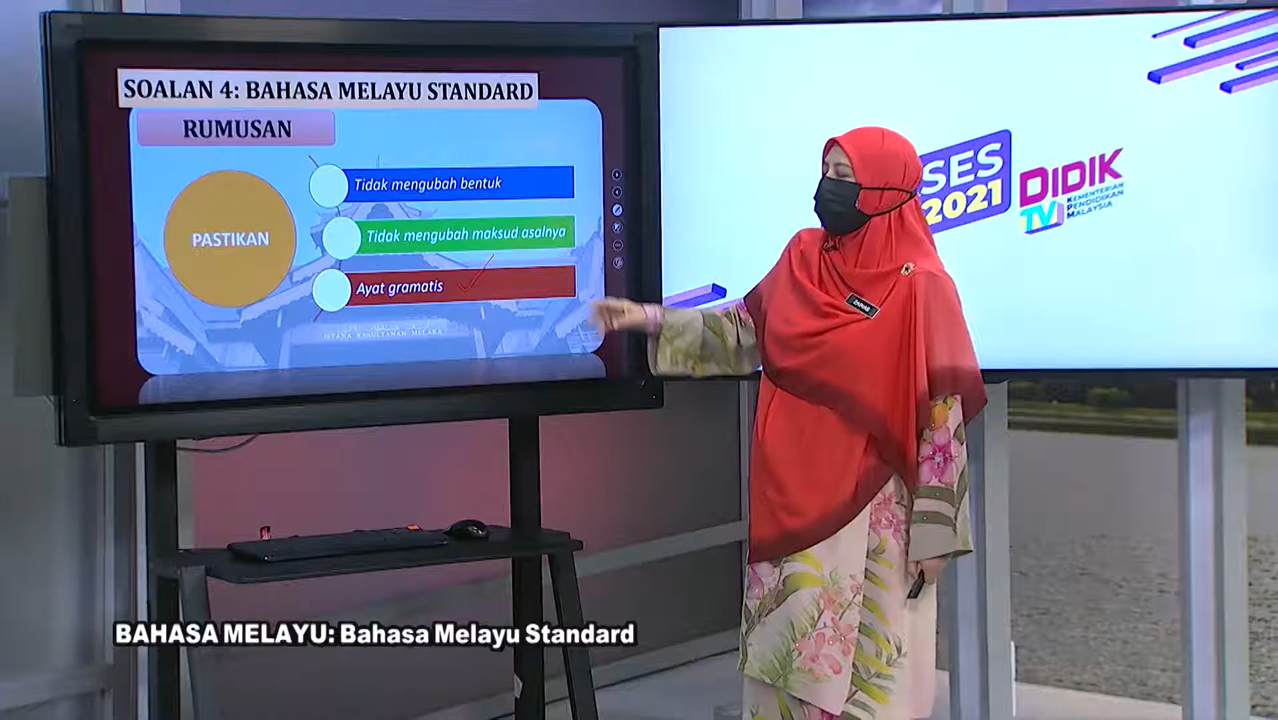 SOALAN 4: BAHASA MELAYU STANDARD
RUMUSAN
PASTIKAN
Tidak mengubah bentuk
Tidak mengubah maksud asalnya
Ayat gramatis
ISTANA KESULTANAN MELAKA
SES
2021
DIDIK
TV
KEMENTERIAN
PENDIDIKAN
MALAYSIA
ZAINAB
BAHASA MELAYU: Bahasa Melayu Standard